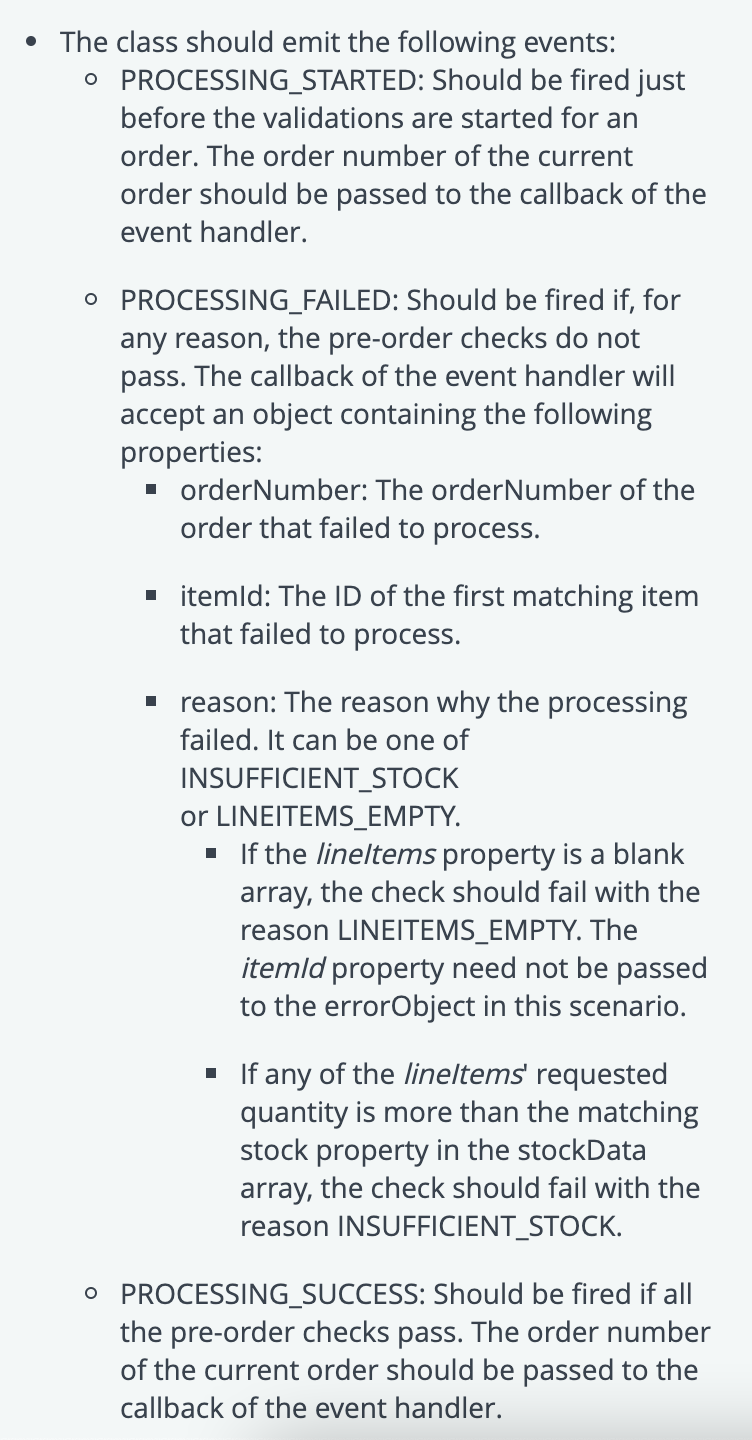 The class should emit the following events:
PROCESSING_STARTED: Should be fired just
before the validations are started for an
order. The order number of the current
order should be passed to the callback of the
event handler.
PROCESSING_FAILED: Should be fired if, for
any reason, the pre-order checks do not
pass. The callback of the event handler will
accept an object containing the following
properties:
orderNumber: The orderNumber of the
order that failed to process.
itemId: The ID of the first matching item
that failed to process.
reason: The reason why the processing
failed. It can be one of
INSUFFICIENT_STOCK
or LINEITEMS_EMPTY.
If the lineItems property is a blank
array, the check should fail with the
reason LINEITEMS_EMPTY. The
itemId property need not be passed
to the errorObject in this scenario.
If any of the lineItems' requested
quantity is more than the matching
stock property in the stockData
array, the check should fail with the
reason INSUFFICIENT_STOCK.
PROCESSING_SUCCESS: Should be fired if all
the pre-order checks pass. The order number
of the current order should be passed to the
callback of the event handler.